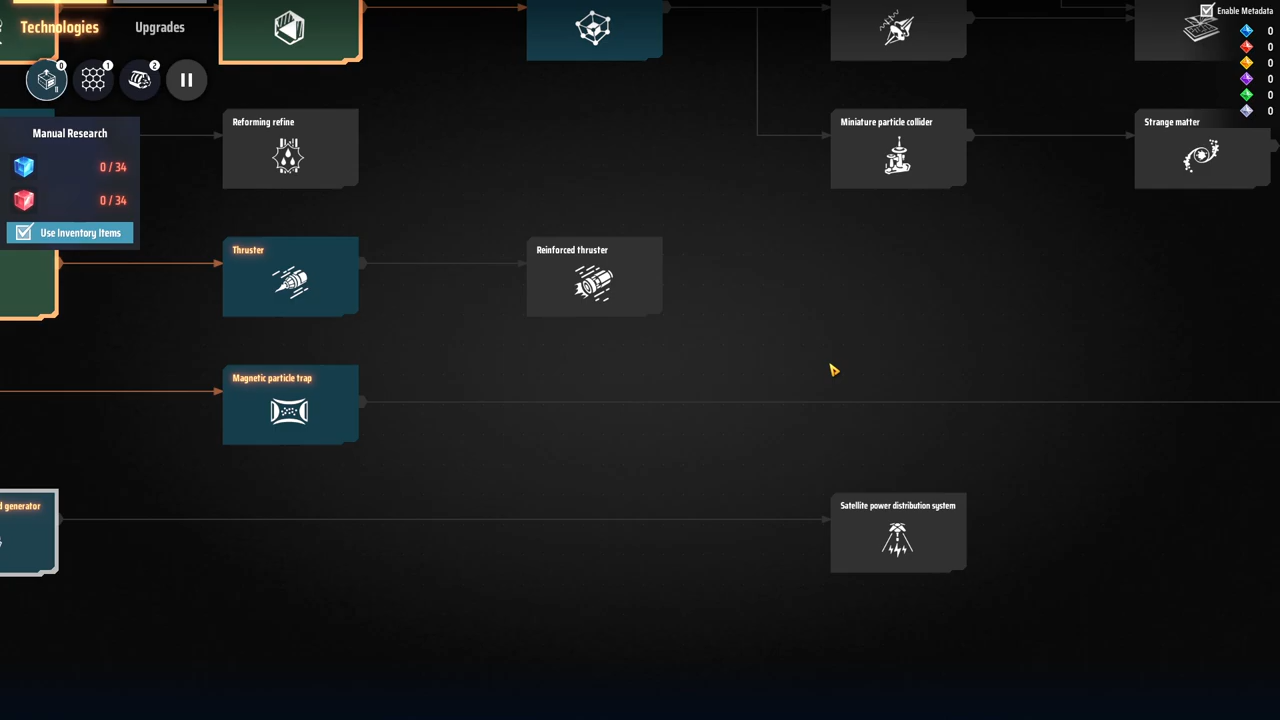 Technologies
Upgrades
Enable Metadata
0
0
0
0
0
0
0
1
2
II
Manual Research
0 / 34
0 / 34
Use Inventory Items
Reforming refine
Miniature particle collider
Strange matter
Thruster
Reinforced thruster
Magnetic particle trap
d generator
Satellite power distribution system